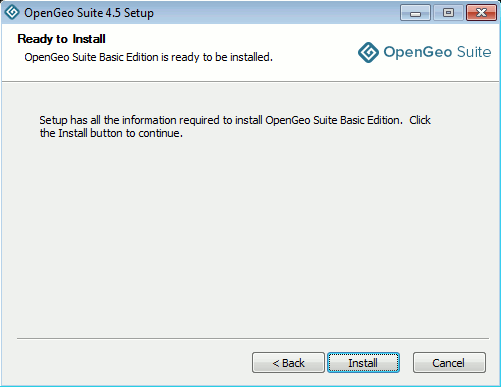 OpenGeo Suite 4.5 Setup
Ready to Install
OpenGeo Suite Basic Edition is ready to be installed.
OpenGeo Suite
Setup has all the information required to install OpenGeo Suite Basic Edition.  Click
the Install button to continue.
< Back
Install
Cancel